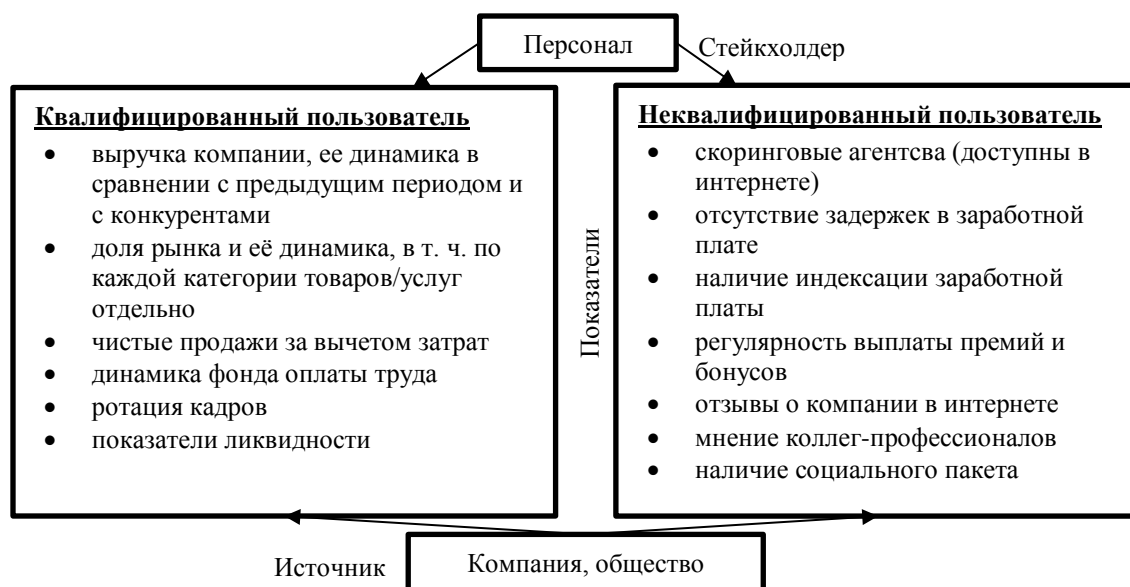 Персонал
Стейкхолдер
Квалифицированный пользователь
• выручка компании, ее динамика в
сравнении с предыдущим периодом и
с конкурентами
• доля рынка и её динамика, в т. ч. по
каждой категории товаров/услуг
отдельно
• чистые продажи за вычетом затрат
• динамика фонда оплаты труда
• ротация кадров
• показатели ликвидности
Показатели
Неквалифицированный пользователь
• скоринговые агентсва (доступны в
интернете)
• отсутствие задержек в заработной
плате
• наличие индексации заработной
платы
• регулярность выплаты премий и
бонусов
• отзывы о компании в интернете
• мнение коллег-профессионалов
• наличие социального пакета
Источник
Компания, общество